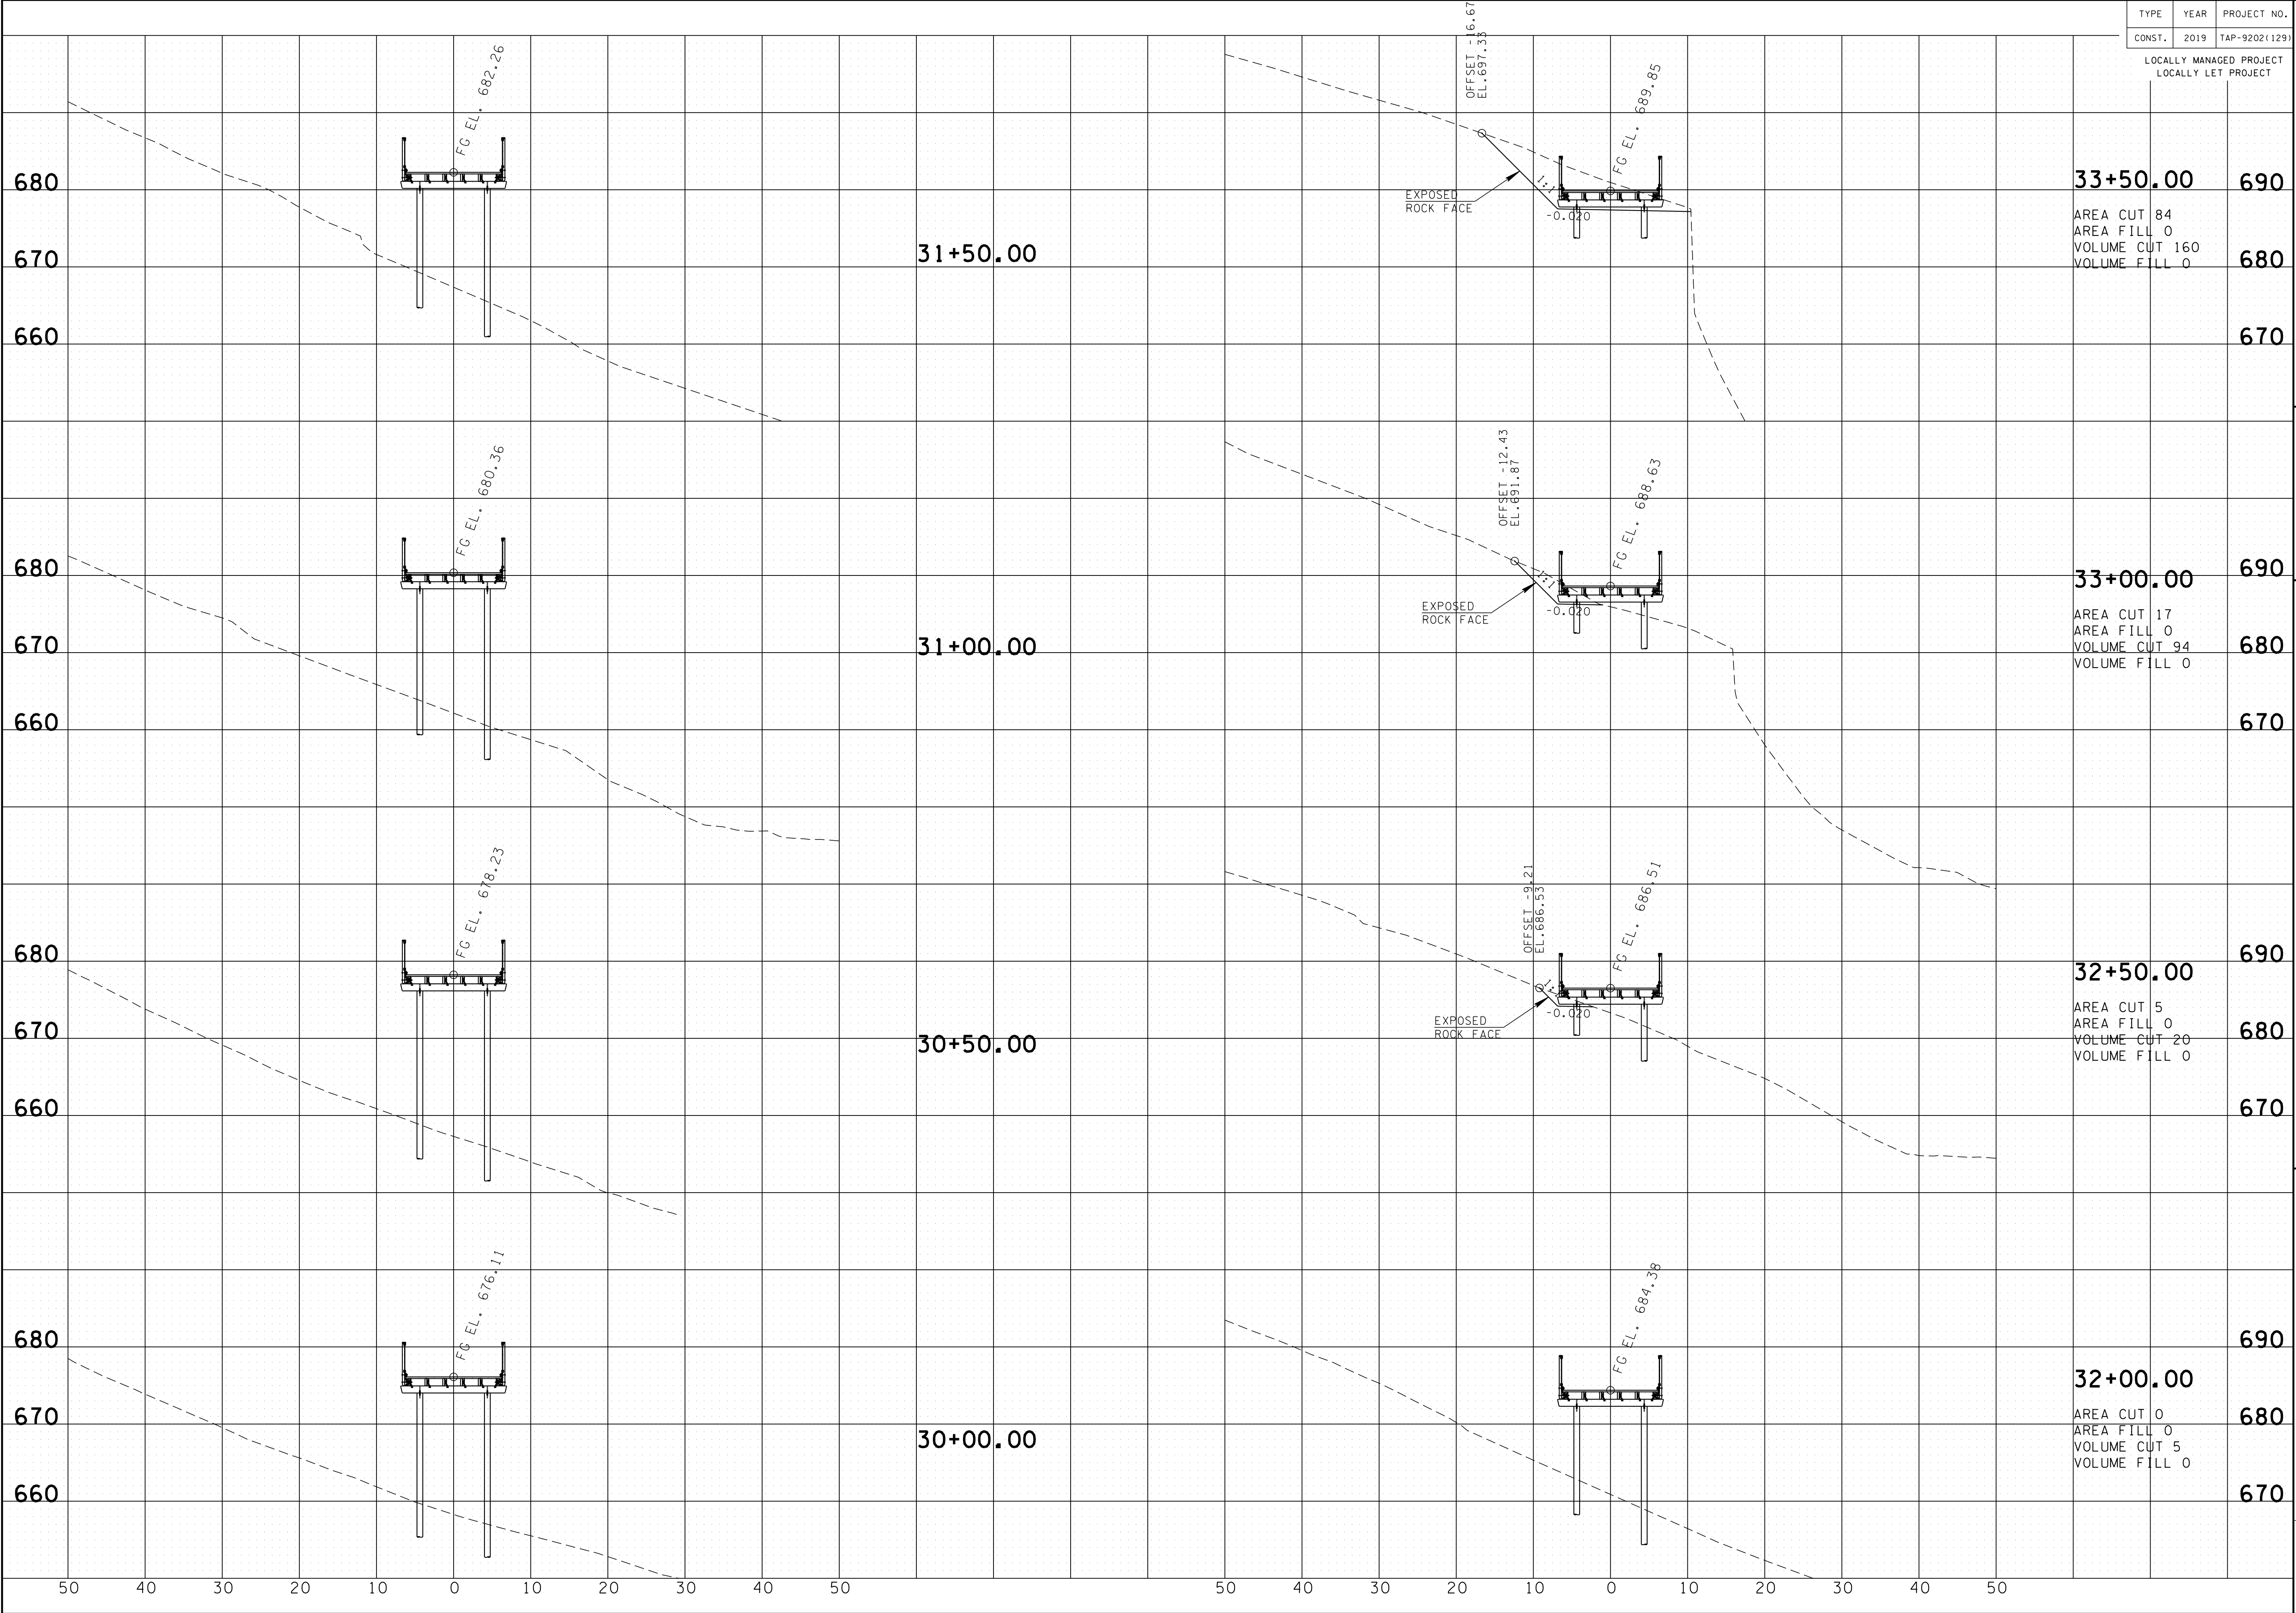 TYPE YEAR PROJECT NO.
CONST. 2019 TAP-9202(129)
LOCALLY MANAGED PROJECT
LOCALLY LET PROJECT
FG EL. 682.26
680
670
660
31+50.00
FG EL. 680.36
680
670
660
31+00.00
FG EL. 678.23
680
670
660
30+50.00
FG EL. 676.11
680
670
660
30+00.00
50 40 30 20 10 0 10 20 30 40 50
OFFSET -16.67
EL.697.33
FG EL. 689.85
1:1
EXPOSED
ROCK FACE
-0.020
33+50.00
AREA CUT 84
AREA FILL 0
VOLUME CUT 160
VOLUME FILL 0
690
680
670
OFFSET -12.43
EL.691.87
FG EL. 688.63
1:1
EXPOSED
ROCK FACE
-0.020
33+00.00
AREA CUT 17
AREA FILL 0
VOLUME CUT 94
VOLUME FILL 0
690
680
670
OFFSET -9.21
EL.686.53
FG EL. 686.51
EXPOSED
ROCK FACE
-0.020
32+50.00
AREA CUT 5
AREA FILL 0
VOLUME CUT 20
VOLUME FILL 0
690
680
670
FG EL. 684.38
32+00.00
AREA CUT 0
AREA FILL 0
VOLUME CUT 5
VOLUME FILL 0
690
680
670
50 40 30 20 10 0 10 20 30 40 50